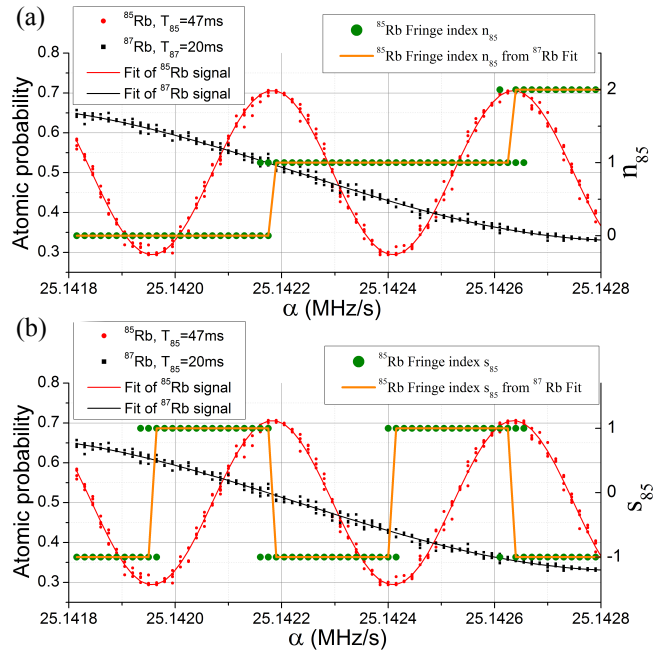 (a)
⁸⁵Rb, T₈₅=47ms
⁸⁷Rb, T₈₇=20ms
Fit of ⁸⁵Rb signal
Fit of ⁸⁷Rb signal
⁸⁵Rb Fringe index n₈₅
⁸⁵Rb Fringe index n₈₅ from ⁸⁷Rb Fit
0.8
0.7
0.6
0.5
0.4
0.3
Atomic probability
2
1
0
n₈₅
25.1418 25.1420 25.1422 25.1424 25.1426 25.1428
α (MHz/s)
(b)
⁸⁵Rb, T₈₅=47ms
⁸⁷Rb, T₈₅=20ms
Fit of ⁸⁵Rb signal
Fit of ⁸⁷Rb signal
⁸⁵Rb Fringe index s₈₅
⁸⁵Rb Fringe index s₈₅ from ⁸⁷ Rb Fit
0.8
0.7
0.6
0.5
0.4
0.3
Atomic probability
1
0
-1
s₈₅
25.1418 25.1420 25.1422 25.1424 25.1426 25.1428
α (MHz/s)